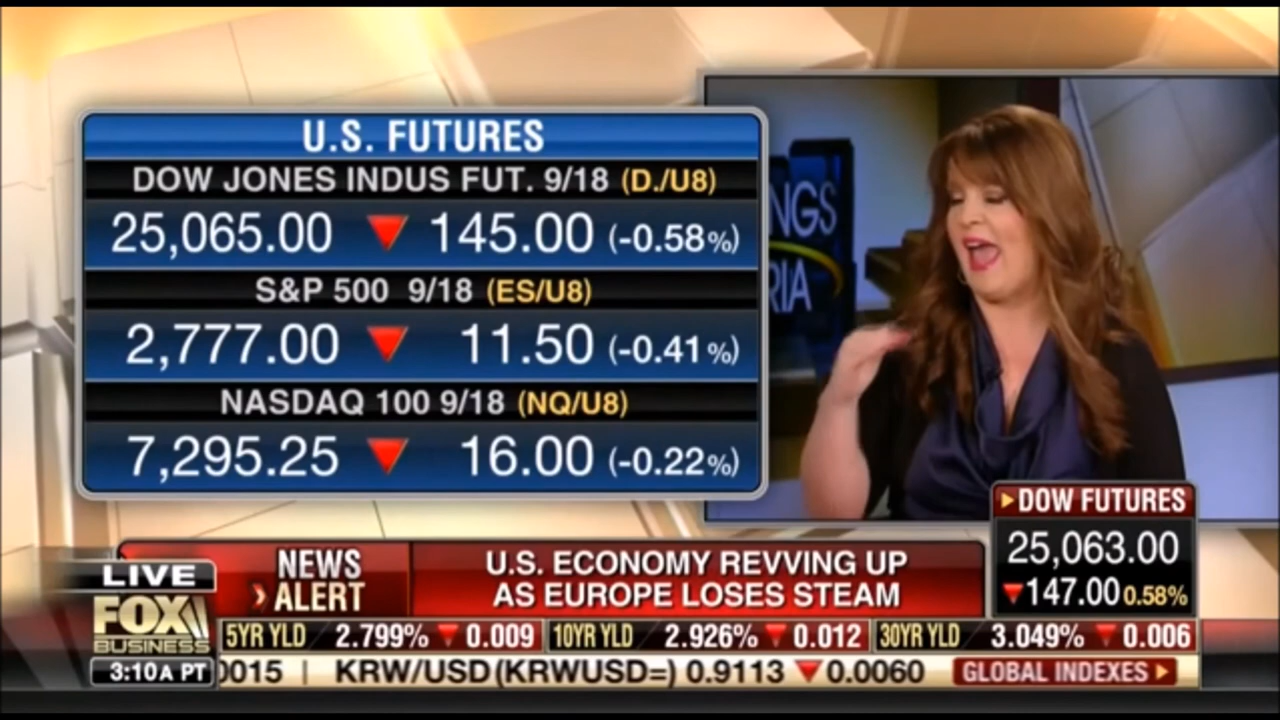 U.S. FUTURES
DOW JONES INDUS FUT. 9/18 (D./U8)
25,065.00 ▼ 145.00 (-0.58%)
S&P 500 9/18 (ES/U8)
2,777.00 ▼ 11.50 (-0.41%)
NASDAQ 100 9/18 (NQ/U8)
7,295.25 ▼ 16.00 (-0.22%)
NGS
RIA
DOW FUTURES
25,063.00
▼147.00 0.58%
NEWS
ALERT
U.S. ECONOMY REVVING UP
AS EUROPE LOSES STEAM
LIVE
FOX
BUSINESS
3:10A PT
5YR YLD 2.799% ▼ 0.009 10YR YLD 2.926% ▼ 0.012 30YR YLD 3.049% ▼ 0.006
0015 | KRW/USD(KRWUSD=) 0.9113 ▼0.0060 GLOBAL INDEXES